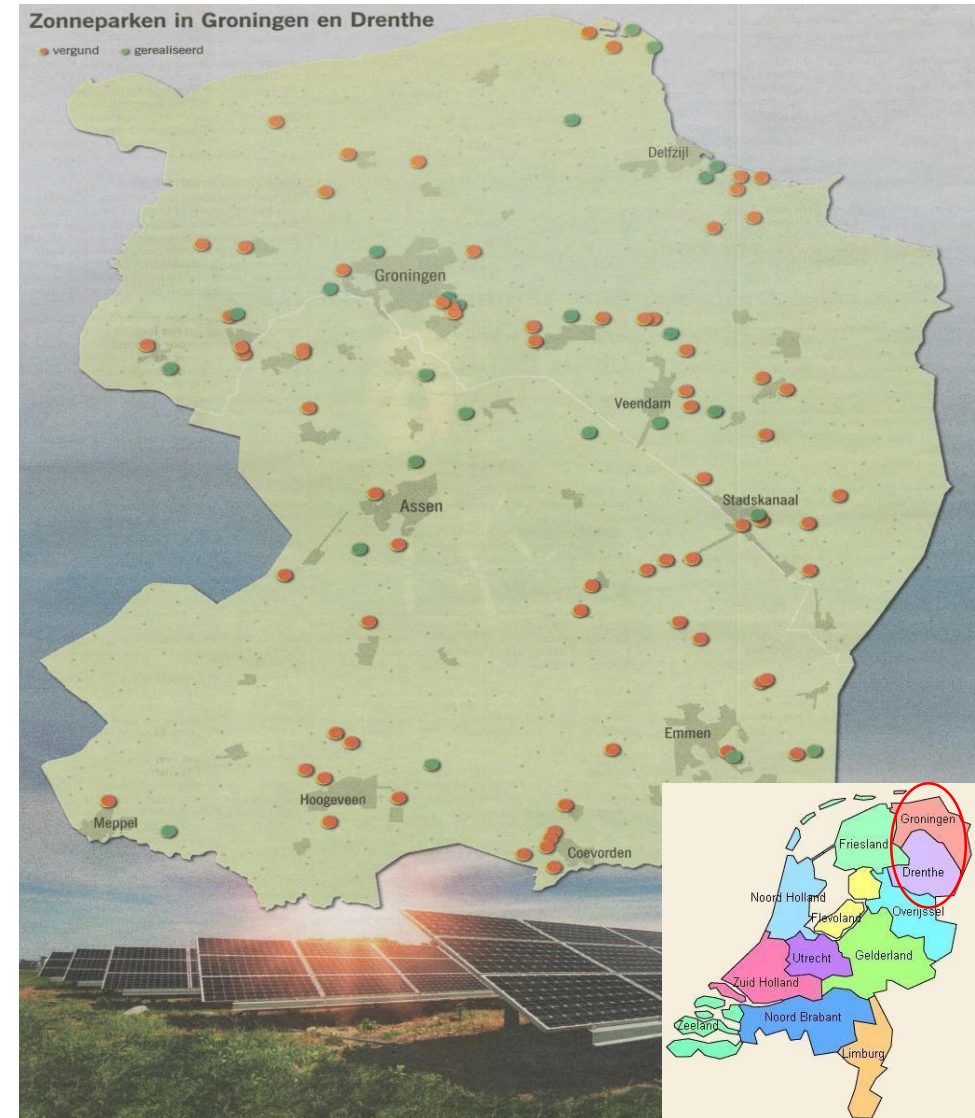 Zonneparken in Groningen en Drenthe
vergund
gerealiseerd
Delfzijl
Groningen
Veendam
Stadskanaal
Assen
Emmen
Hoogeveen
Meppel
Coevorden
Groningen
Friesland
Drenthe
Noord Holland
Flevoland
Overijssel
Utrecht
Gelderland
Zuid Holland
Noord Brabant
Zeeland
Limburg